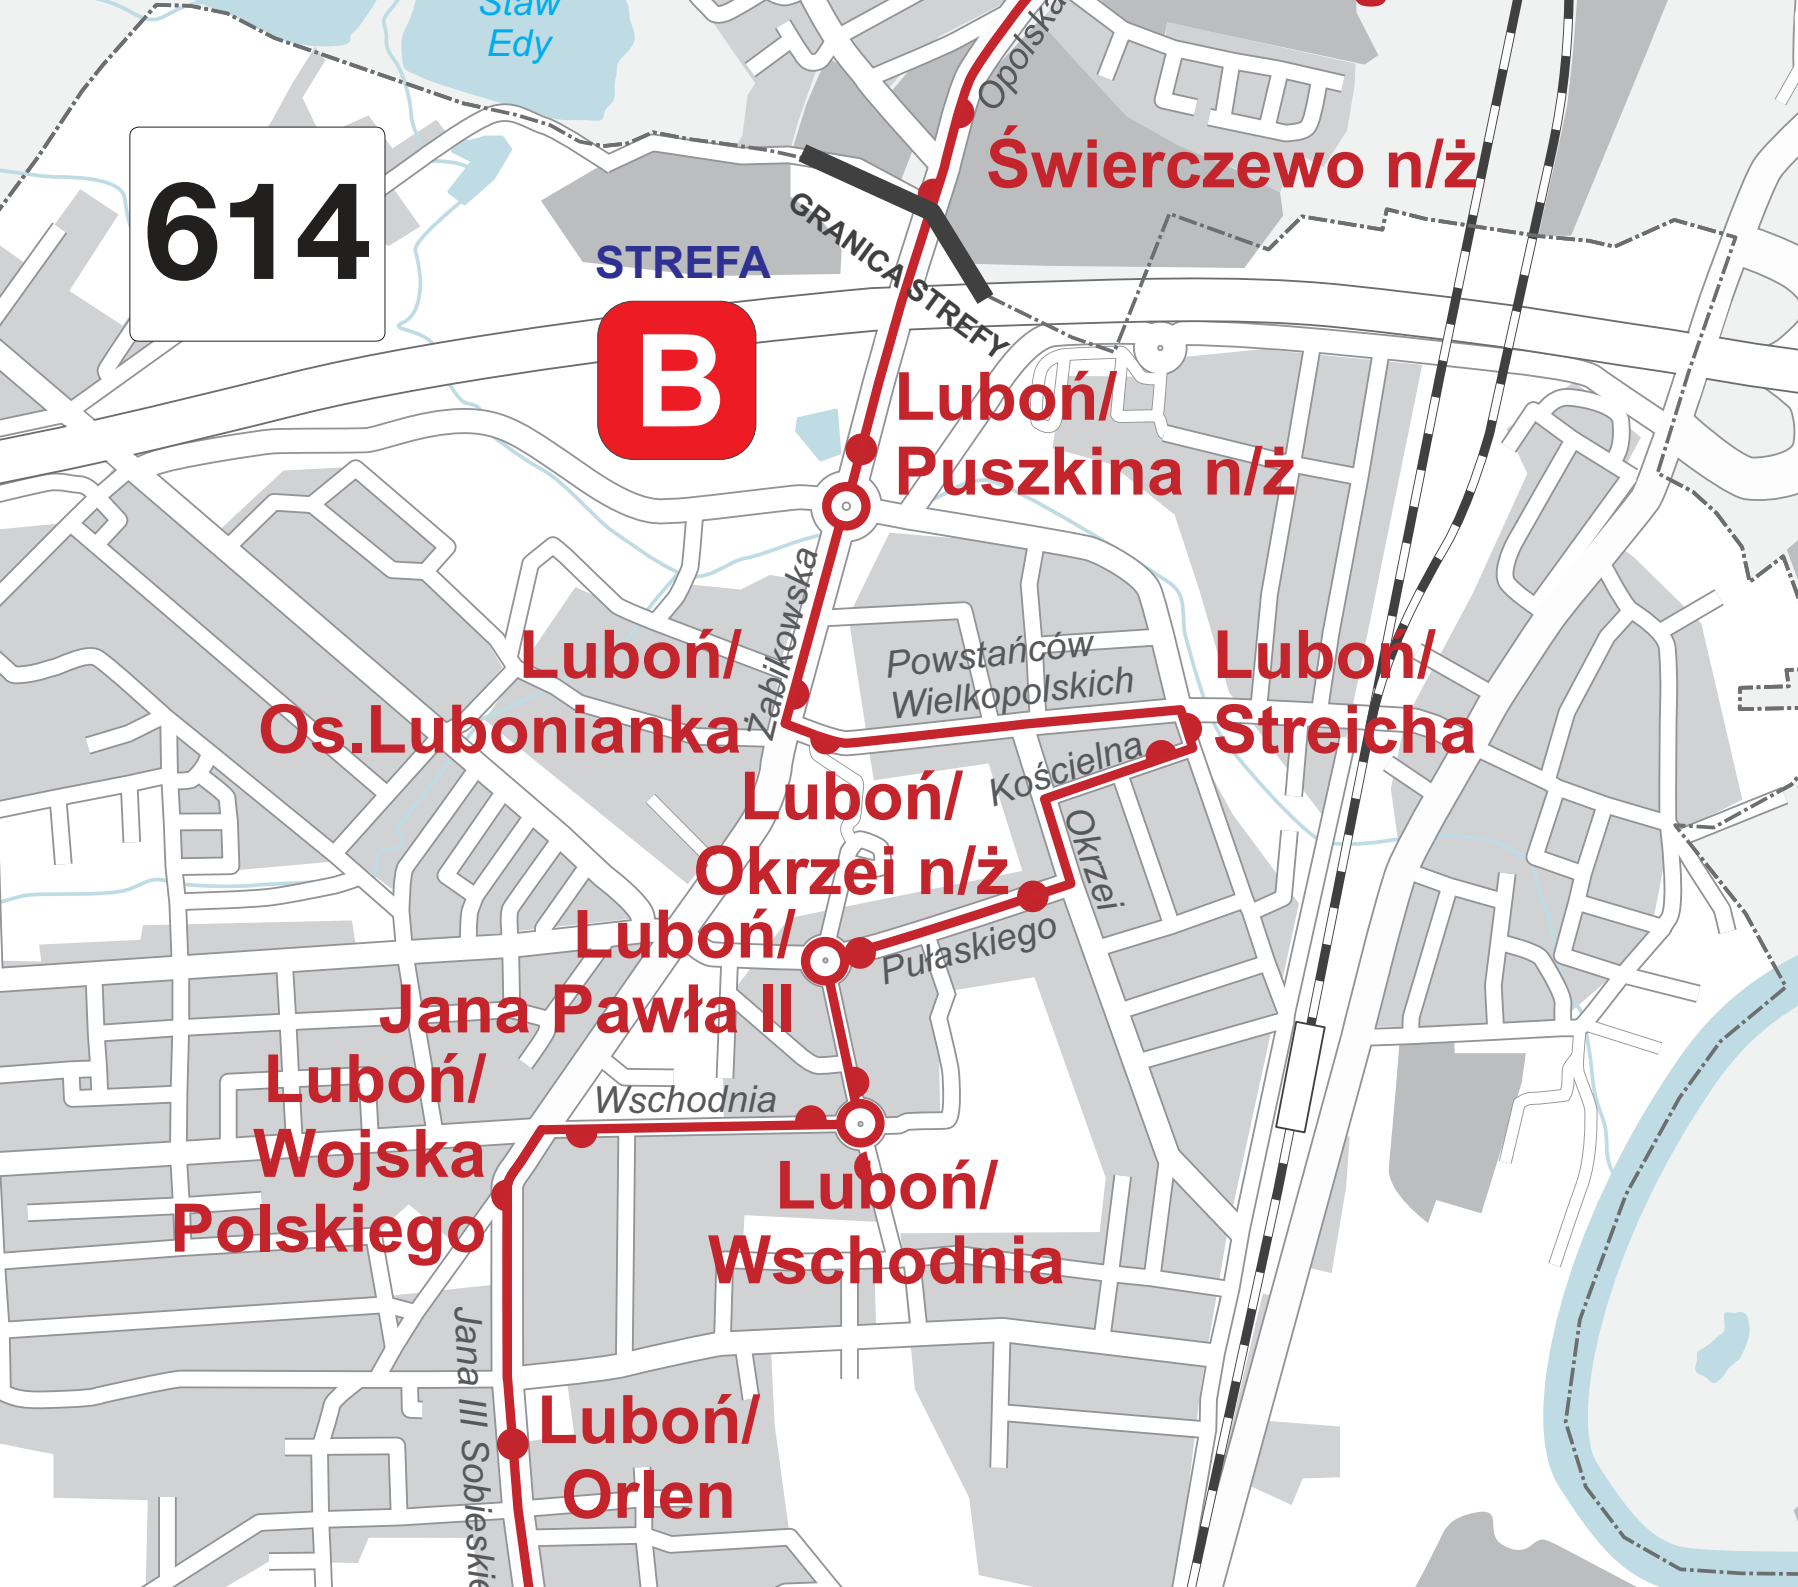 Staw
Edy
Opolska
614
Świerczewo n/ż
GRANICA STREFY
STREFA
B
Luboń/
Puszkina n/ż
Żabikowska
Luboń/
Os.Lubonianka
Powstańców
Wielkopolskich
Luboń/
Streicha
Kościelna
Luboń/
Okrzei n/ż
Okrzei
Luboń/
Jana Pawła II
Pułaskiego
Luboń/
Wojska
Polskiego
Wschodnia
Luboń/
Wschodnia
Jana III Sobieskie
Luboń/
Orlen